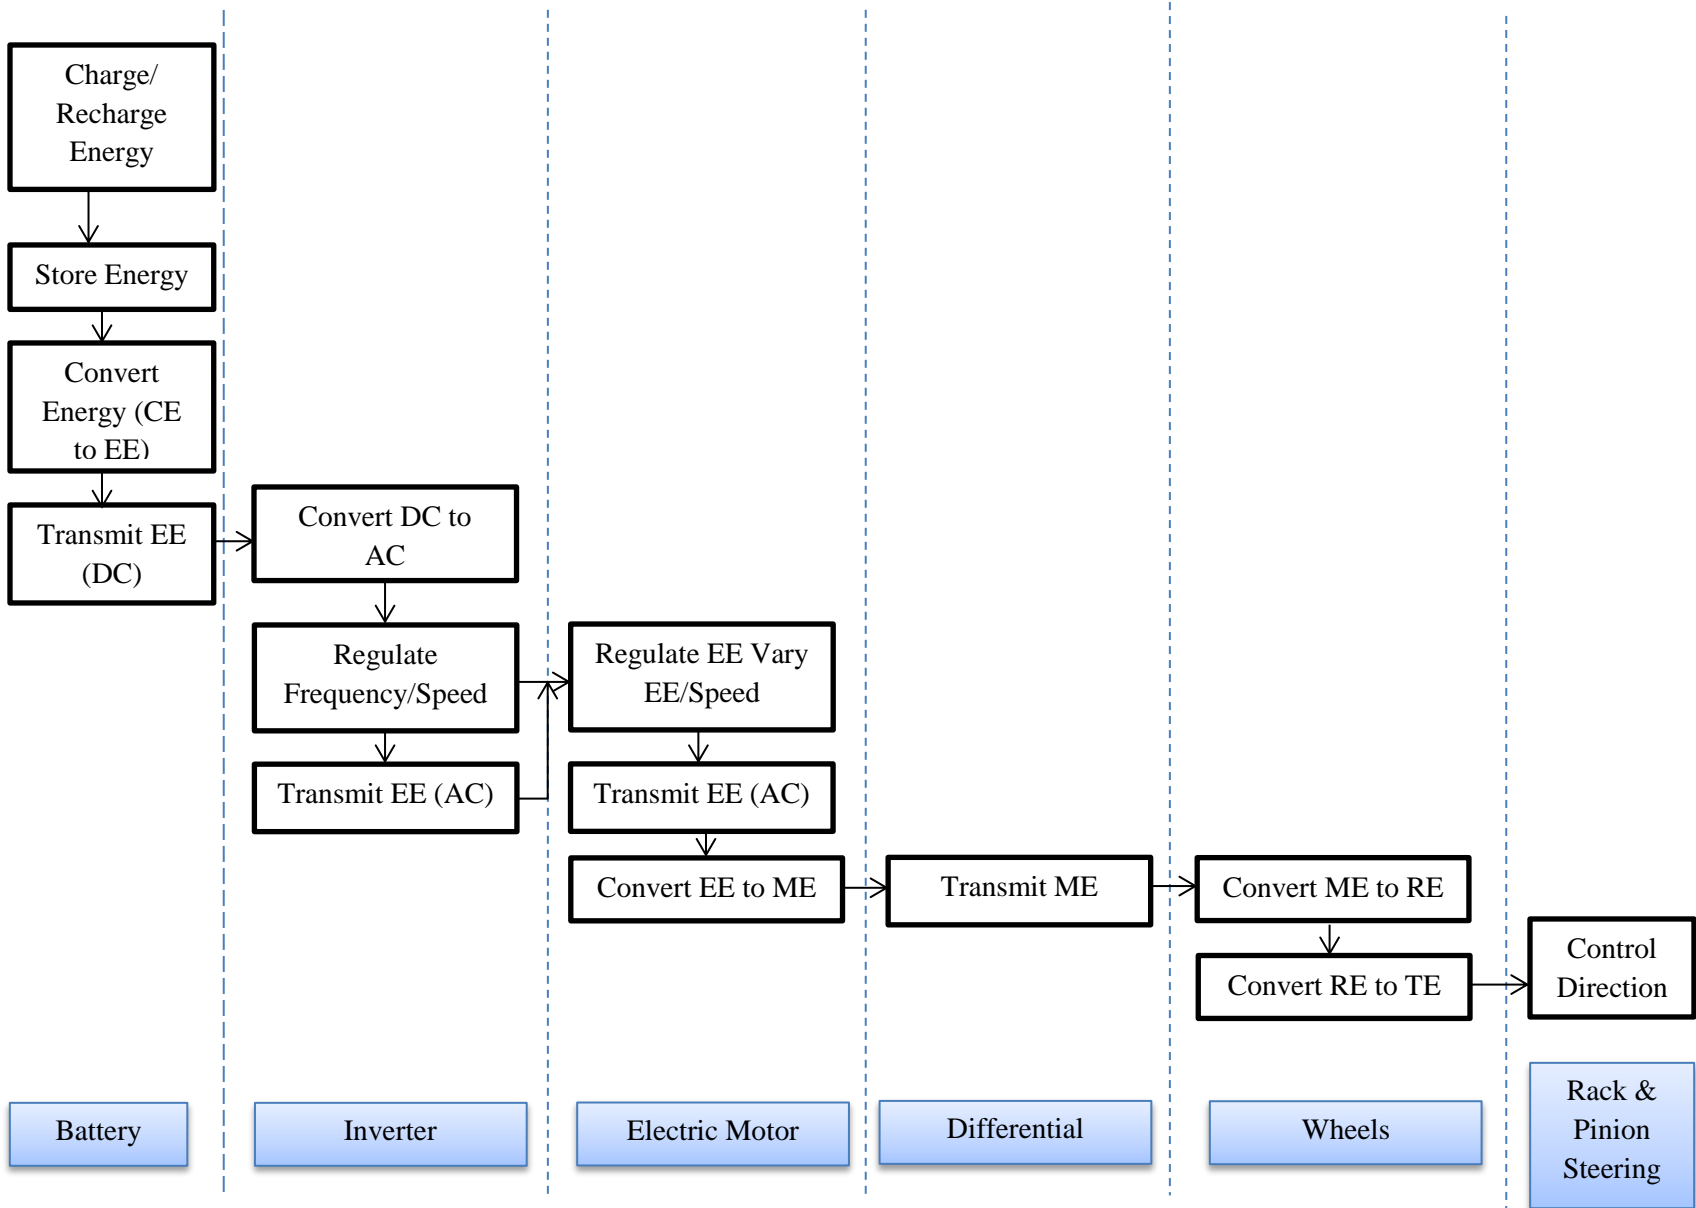 Charge/
Recharge
Energy
Store Energy
Convert
Energy (CE
to EE)
Transmit EE
(DC)
Convert DC to
AC
Regulate
Frequency/Speed
Transmit EE (AC)
Regulate EE Vary
EE/Speed
Transmit EE (AC)
Convert EE to ME
Transmit ME
Convert ME to RE
Convert RE to TE
Control
Direction
Battery
Inverter
Electric Motor
Differential
Wheels
Rack &
Pinion
Steering